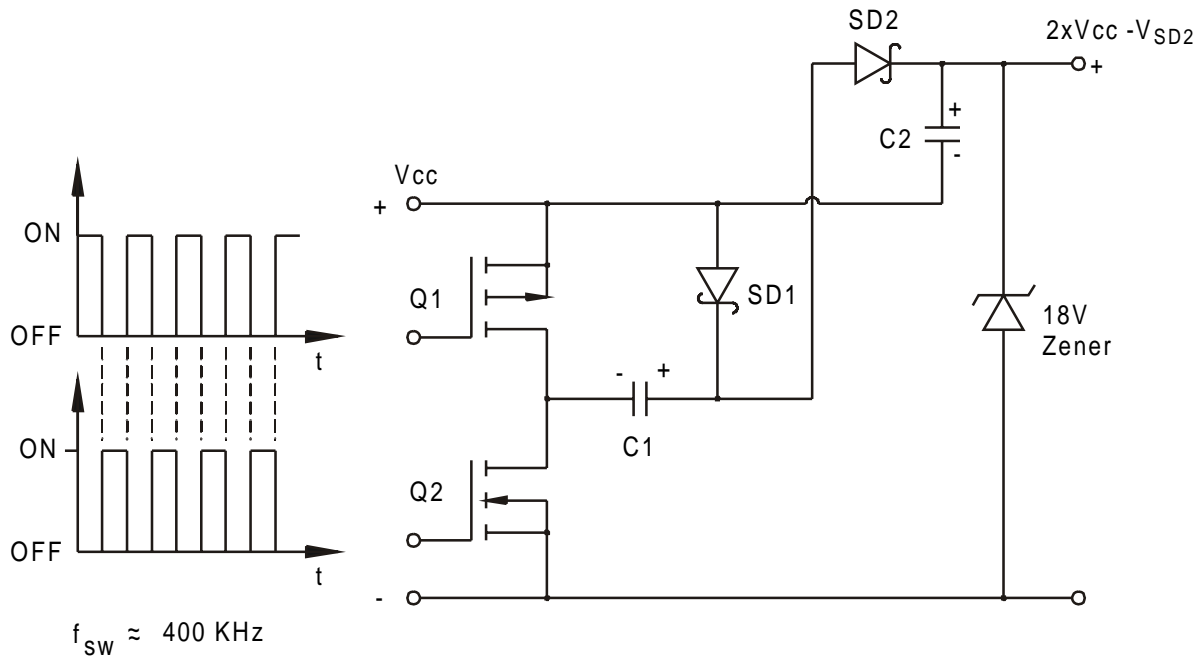 SD2
2xVcc -VSD2
+
+
C2
-
Vcc
+
ON
Q1
SD1
OFF
t
18V
Zener
- +
C1
ON
Q2
OFF
t
-
fSW ≈ 400 KHz